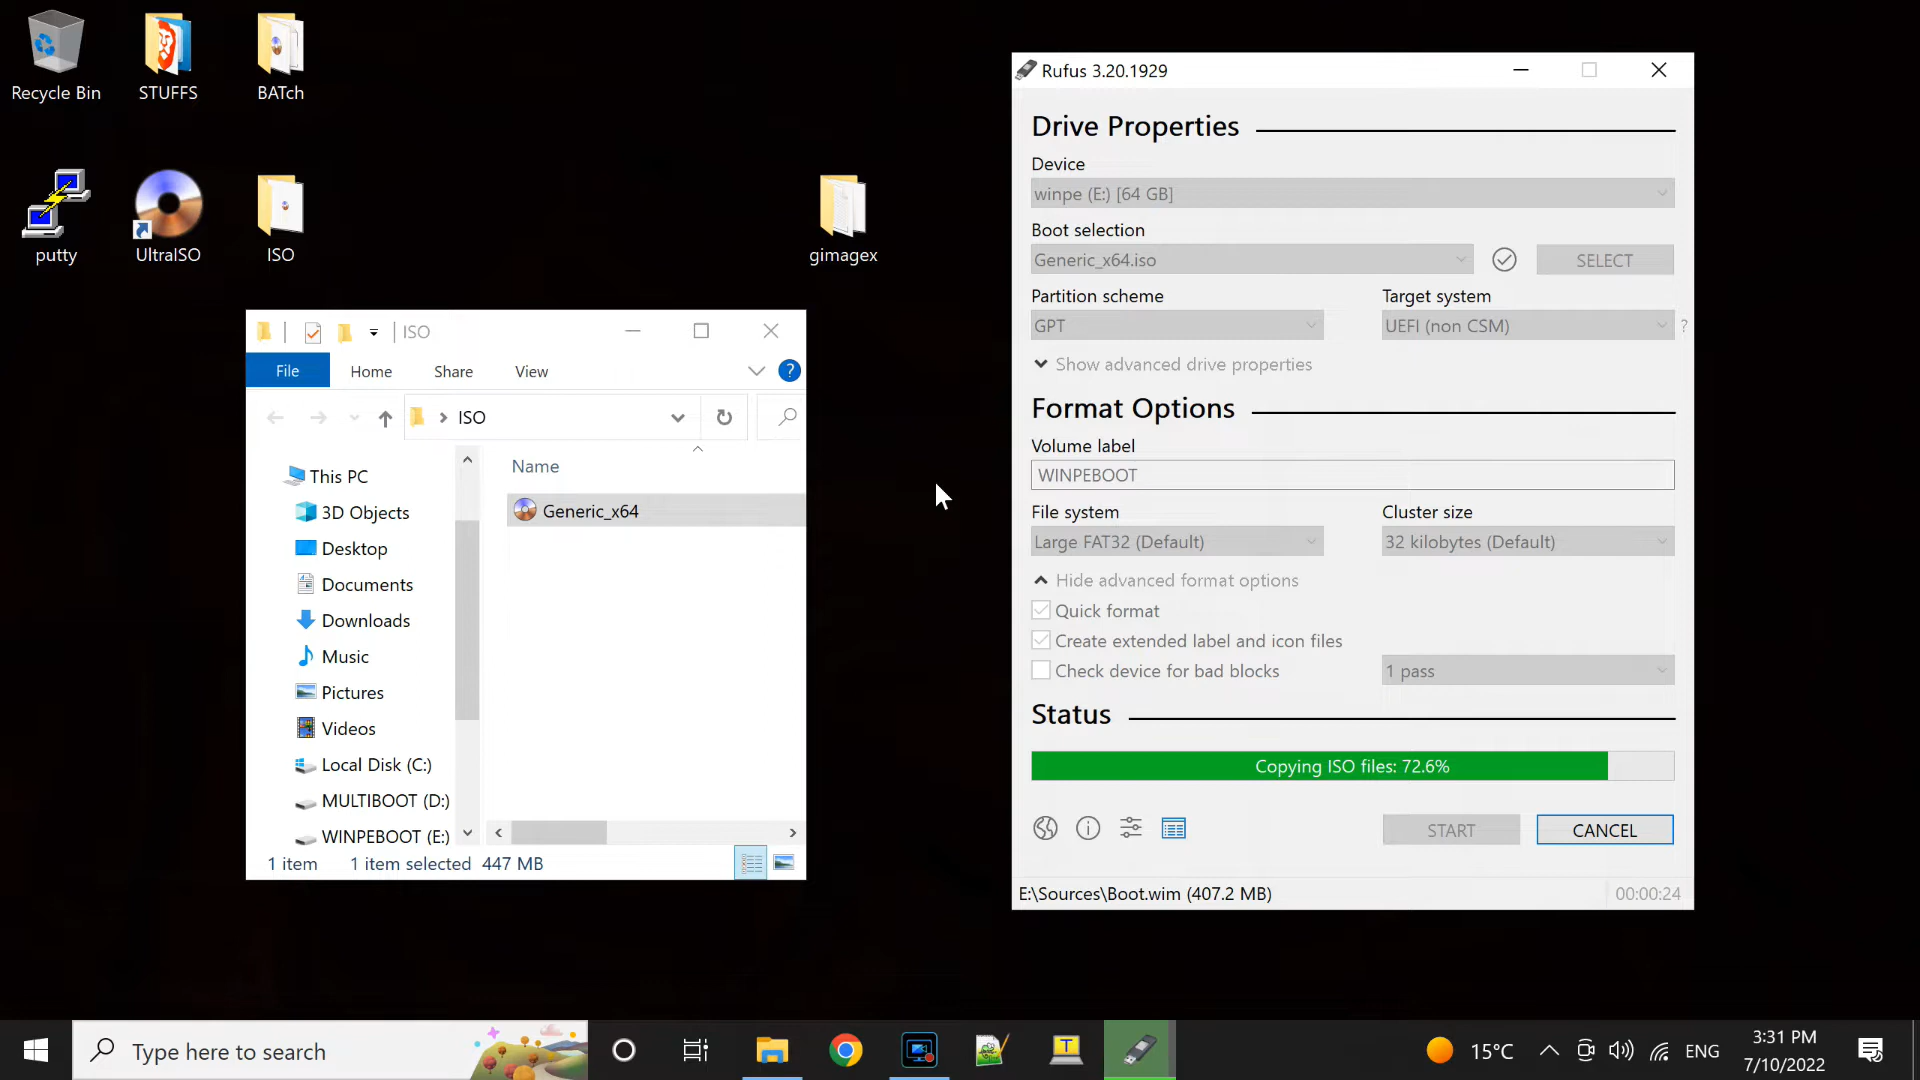 Recycle Bin
STUFFS
BATch
putty
UltraISO
ISO
gimagex
ISO
File
Home
Share
View
?
ISO
Name
This PC
3D Objects
Desktop
Documents
Downloads
Music
Pictures
Videos
Local Disk (C:)
MULTIBOOT (D:)
WINPEBOOT (E:)
Generic_x64
1 item
1 item selected 447 MB
Rufus 3.20.1929
Drive Properties
Device
winpe (E:) [64 GB]
Boot selection
Generic_x64.iso
SELECT
Partition scheme
Target system
GPT
UEFI (non CSM)
?
Show advanced drive properties
Format Options
Volume label
WINPEBOOT
File system
Cluster size
Large FAT32 (Default)
32 kilobytes (Default)
Hide advanced format options
Quick format
Create extended label and icon files
Check device for bad blocks
1 pass
Status
Copying ISO files: 72.6%
START
CANCEL
E:\Sources\Boot.wim (407.2 MB)
00:00:24
Type here to search
T
15°C
ENG
3:31 PM
7/10/2022